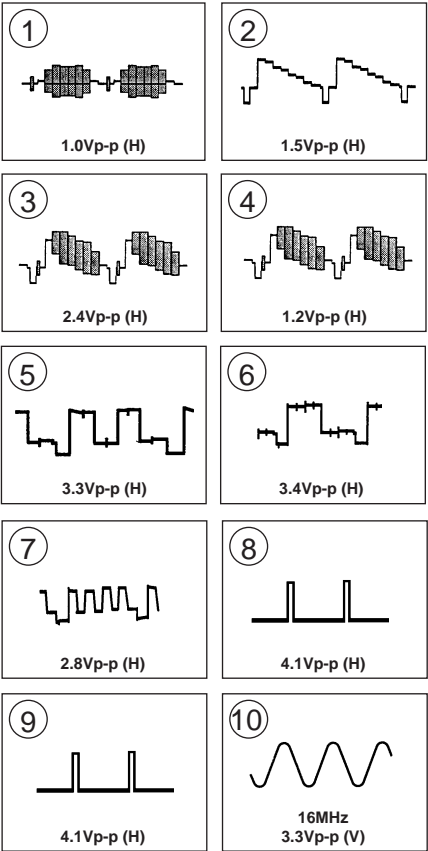 1
1.0Vp-p (H)
2
1.5Vp-p (H)
3
2.4Vp-p (H)
4
1.2Vp-p (H)
5
3.3Vp-p (H)
6
3.4Vp-p (H)
7
2.8Vp-p (H)
8
4.1Vp-p (H)
9
4.1Vp-p (H)
10
16MHz
3.3Vp-p (V)